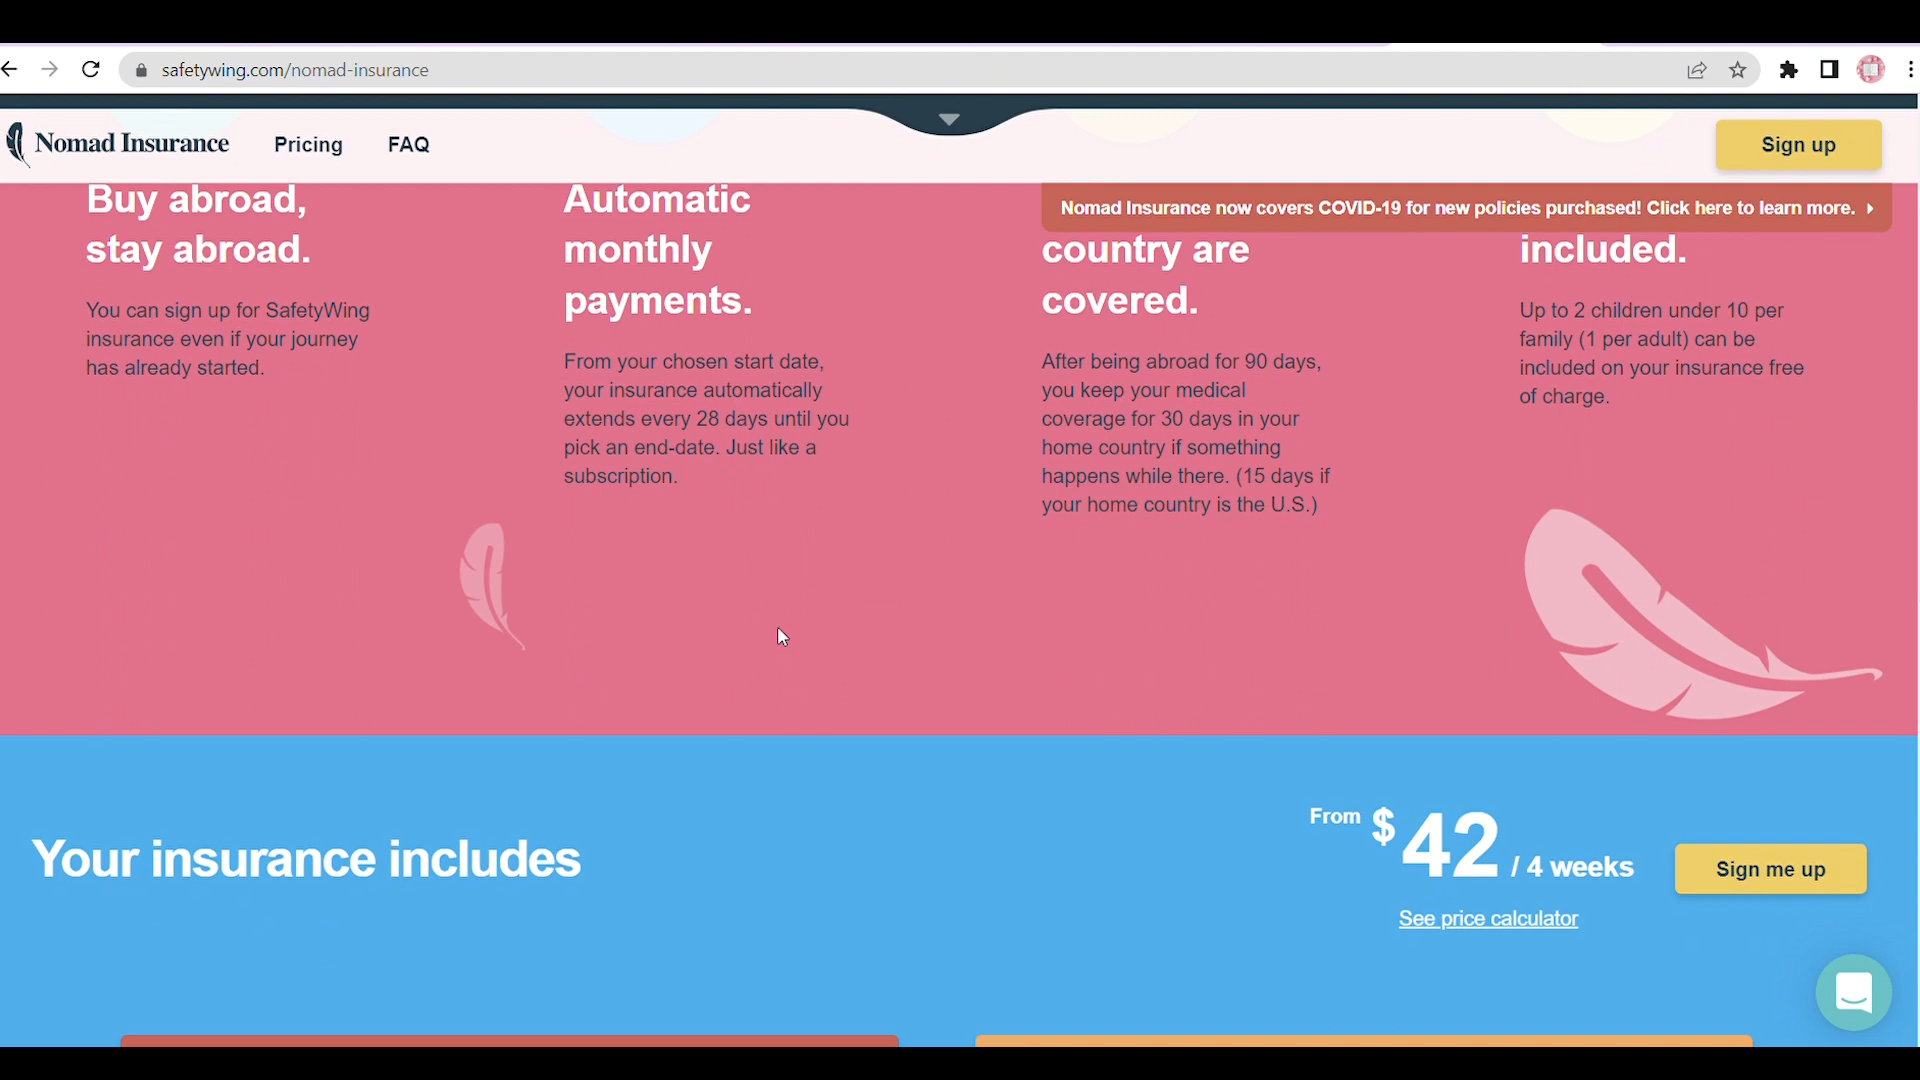 safetywing.com/nomad-insurance
Nomad Insurance
Pricing
FAQ
Sign up
Nomad Insurance now covers COVID-19 for new policies purchased! Click here to learn more.
Buy abroad,
stay abroad.
You can sign up for SafetyWing
insurance even if your journey
has already started.
Automatic
monthly
payments.
From your chosen start date,
your insurance automatically
extends every 28 days until you
pick an end-date. Just like a
subscription.
country are
covered.
After being abroad for 90 days,
you keep your medical
coverage for 30 days in your
home country if something
happens while there. (15 days if
your home country is the U.S.)
included.
Up to 2 children under 10 per
family (1 per adult) can be
included on your insurance free
of charge.
Your insurance includes
From $42 / 4 weeks
See price calculator
Sign me up